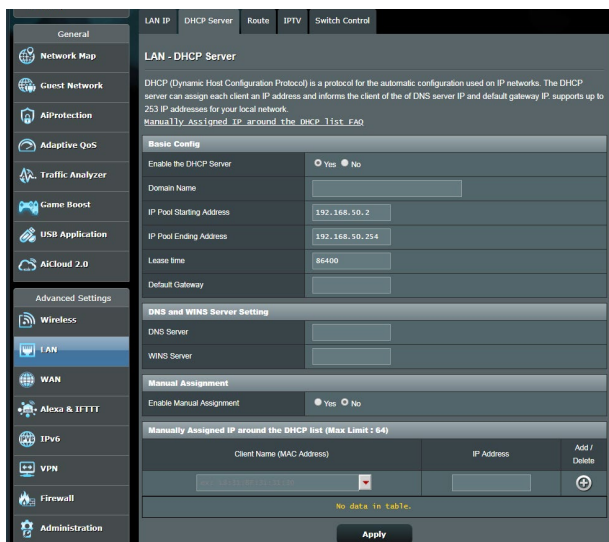 General
Network Map
Guest Network
AiProtection
Adaptive QoS
Traffic Analyzer
Game Boost
USB Application
AiCloud 2.0
Advanced Settings
Wireless
LAN
WAN
Alexa & IFTTT
IPv6
VPN
Firewall
Administration
LAN IP DHCP Server Route IPTV Switch Control
LAN - DHCP Server
DHCP (Dynamic Host Configuration Protocol) is a protocol for the automatic configuration used on IP networks. The DHCP
server can assign each client an IP address and informs the client of the of DNS server IP and default gateway IP. supports up to
253 IP addresses for your local network.
Manually Assigned IP around the DHCP list FAQ
Basic Config
Enable the DHCP Server Yes No
Domain Name
IP Pool Starting Address 192.168.50.2
IP Pool Ending Address 192.168.50.254
Lease time 86400
Default Gateway
DNS and WINS Server Setting
DNS Server
WINS Server
Manual Assignment
Enable Manual Assignment Yes No
Manually Assigned IP around the DHCP list (Max Limit : 64)
Client Name (MAC Address) IP Address Add /
Delete
No data in table.
Apply